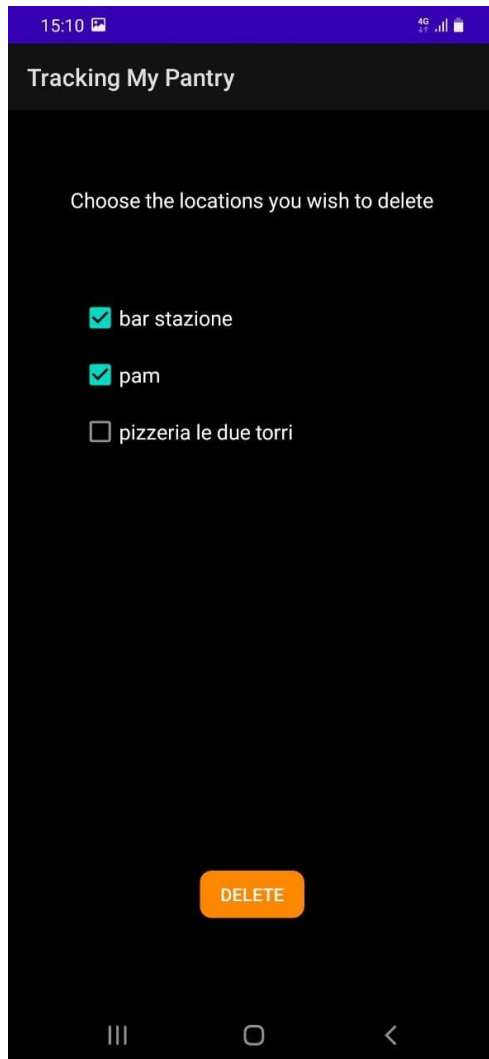 15:10
4G
Tracking My Pantry
Choose the locations you wish to delete
bar stazione
pam
pizzeria le due torri
DELETE